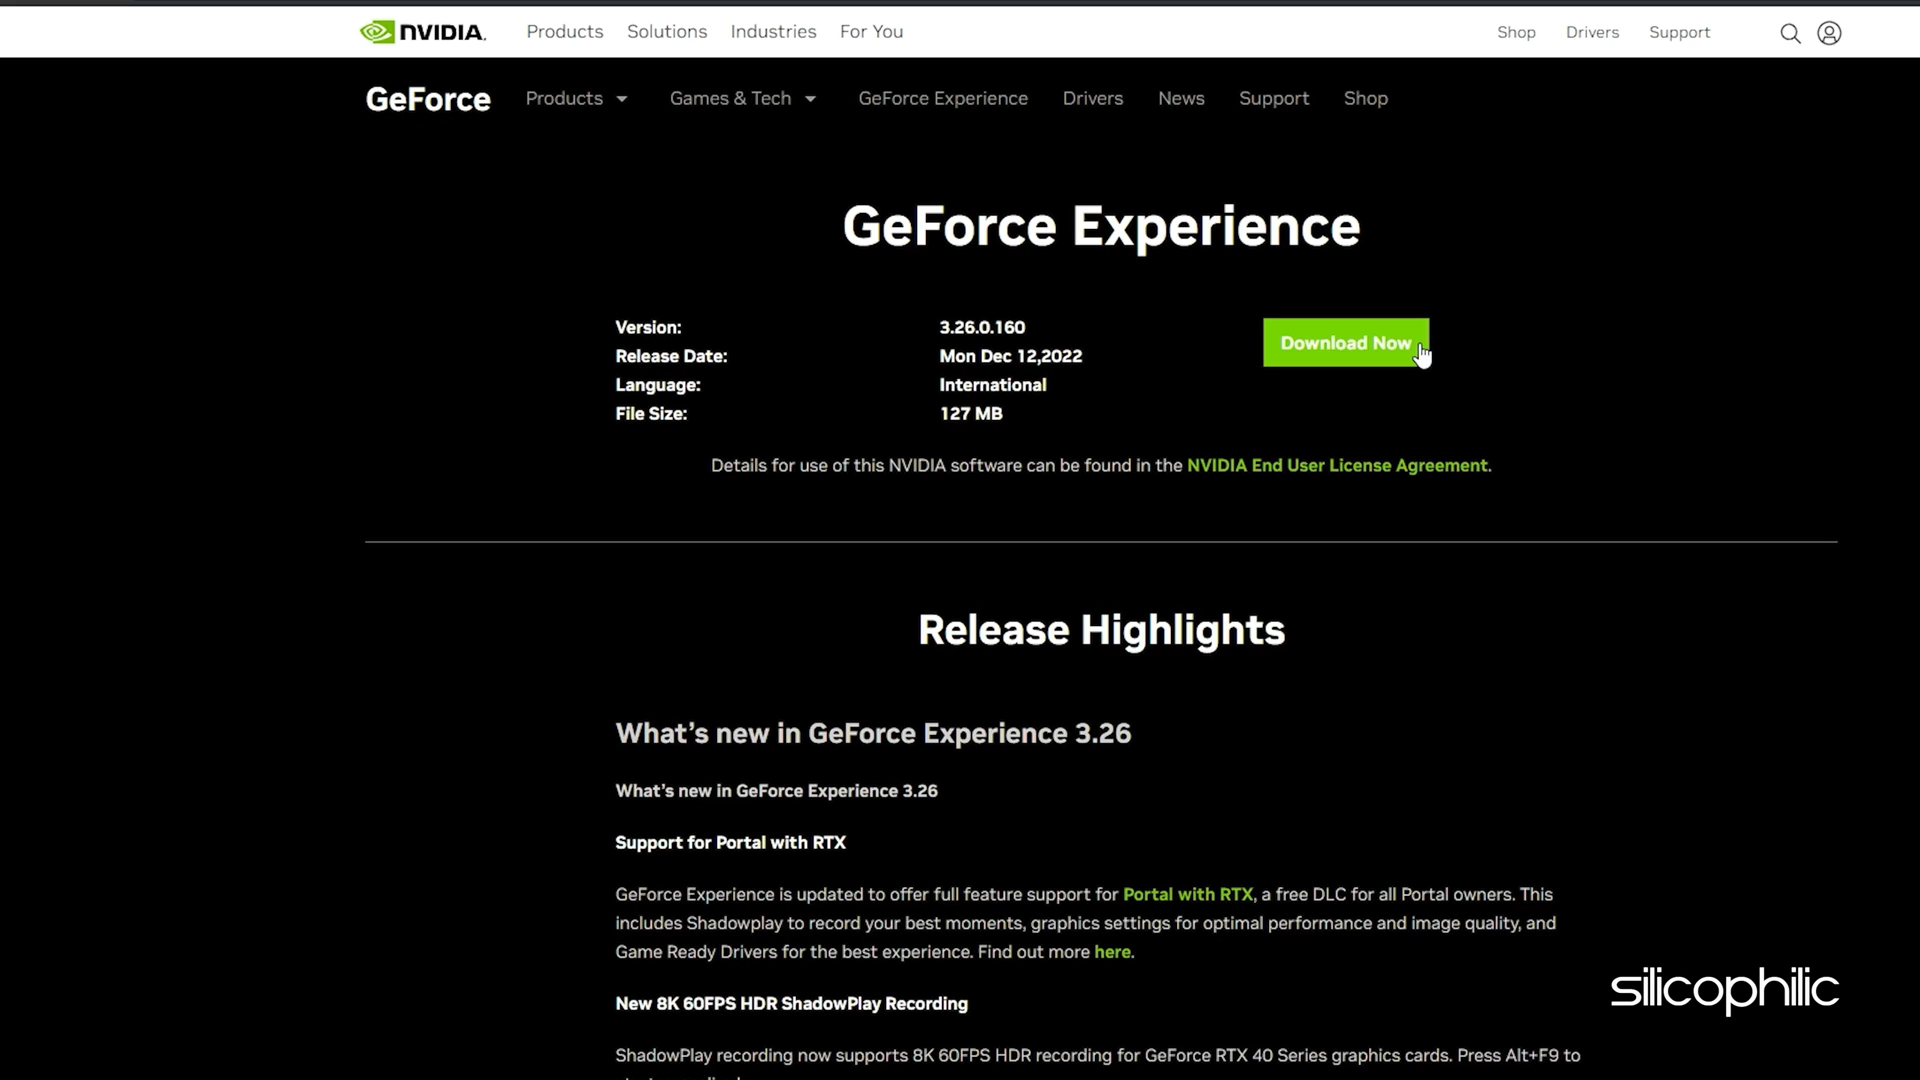 NVIDIA. Products Solutions Industries For You Shop Drivers Support
GeForce Products Games & Tech GeForce Experience Drivers News Support Shop
GeForce Experience
Version: 3.26.0.160
Download Now
Release Date: Mon Dec 12,2022
Language: International
File Size: 127 MB
Details for use of this NVIDIA software can be found in the NVIDIA End User License Agreement.
Release Highlights
What's new in GeForce Experience 3.26
What's new in GeForce Experience 3.26
Support for Portal with RTX
GeForce Experience is updated to offer full feature support for Portal with RTX, a free DLC for all Portal owners. This
includes Shadowplay to record your best moments, graphics settings for optimal performance and image quality, and
Game Ready Drivers for the best experience. Find out more here.
silicophilic
New 8K 60FPS HDR ShadowPlay Recording
ShadowPlay recording now supports 8K 60FPS HDR recording for GeForce RTX 40 Series graphics cards. Press Alt+F9 to